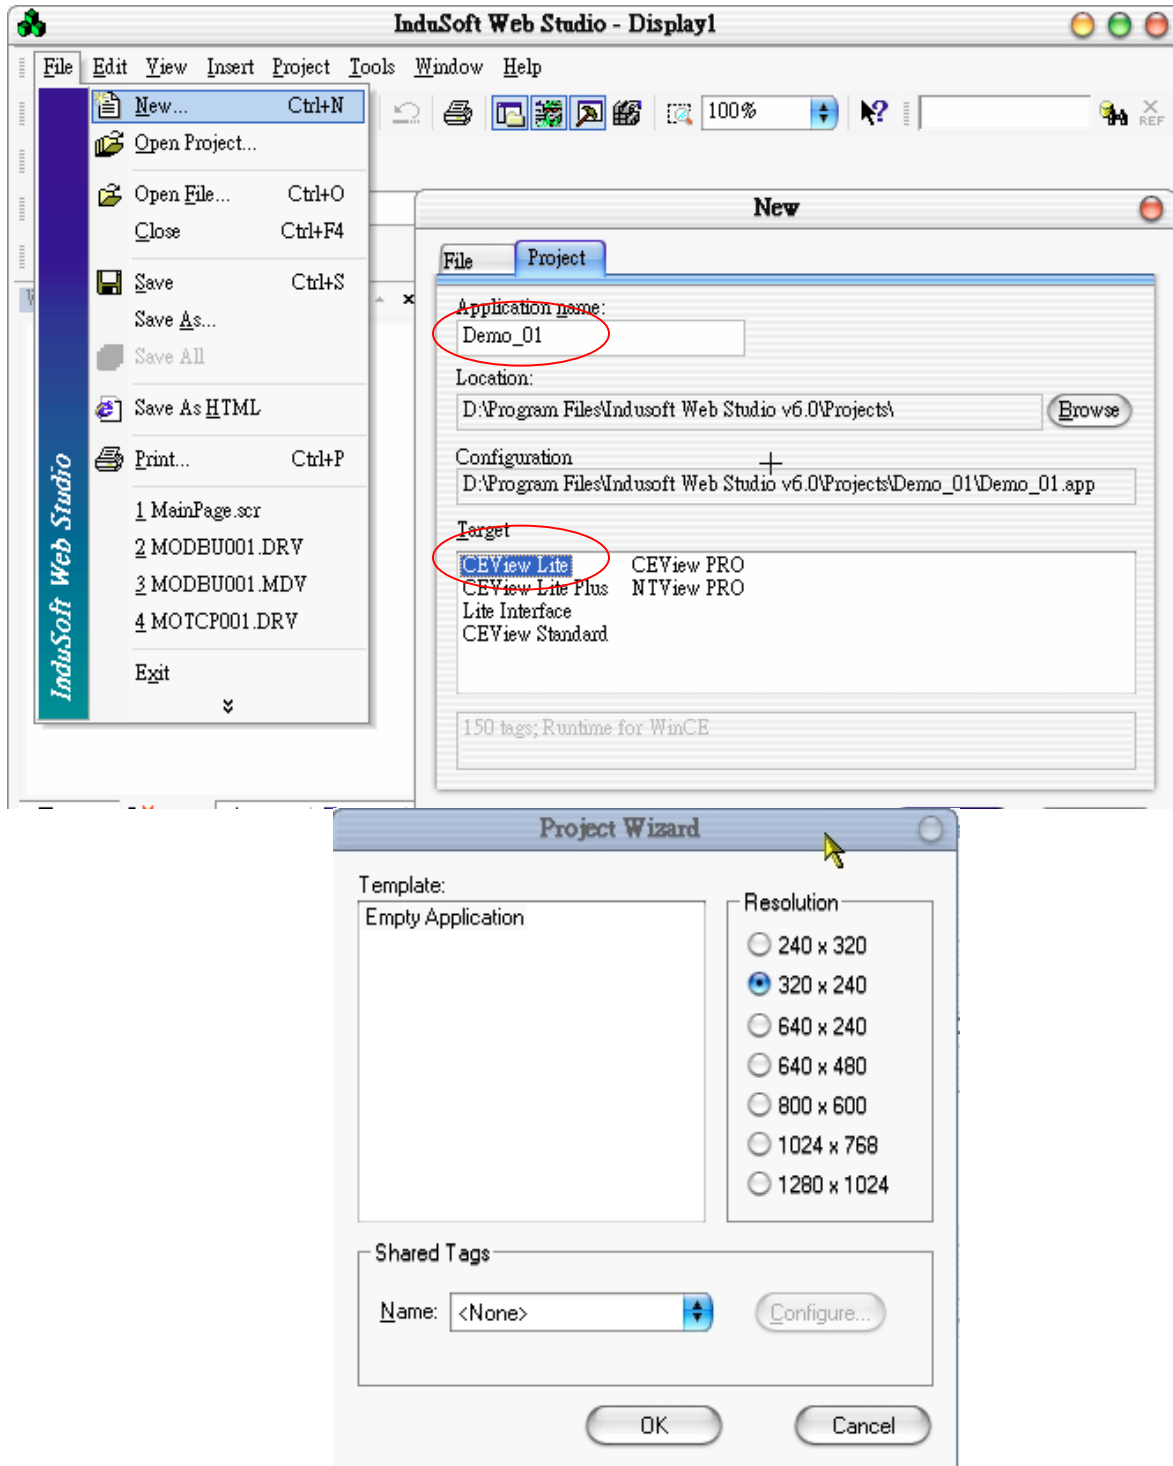 InduSoft Web Studio - Display1
File Edit View Insert Project Tools Window Help
New... Ctrl+N
Open Project...
Open File... Ctrl+O
Close Ctrl+F4
Save Ctrl+S
Save As...
Save All
Save As HTML
Print... Ctrl+P
1 MainPage.scr
2 MODBU001.DRV
3 MODBU001.MDV
4 MOTCP001.DRV
Exit
InduSoft Web Studio
100%
REF
New
File Project
Application name:
Demo_01
Location:
D:\Program Files\Indusoft Web Studio v6.0\Projects\
Browse
Configuration
D:\Program Files\Indusoft Web Studio v6.0\Projects\Demo_01\Demo_01.app
Target
CEView Lite CEView PRO
CEView Lite Plus NTView PRO
Lite Interface
CEView Standard
150 tags; Runtime for WinCE
Project Wizard
Template:
Empty Application
Resolution
240 x 320
320 x 240
640 x 240
640 x 480
800 x 600
1024 x 768
1280 x 1024
Shared Tags
Name: <None>
Configure...
OK Cancel